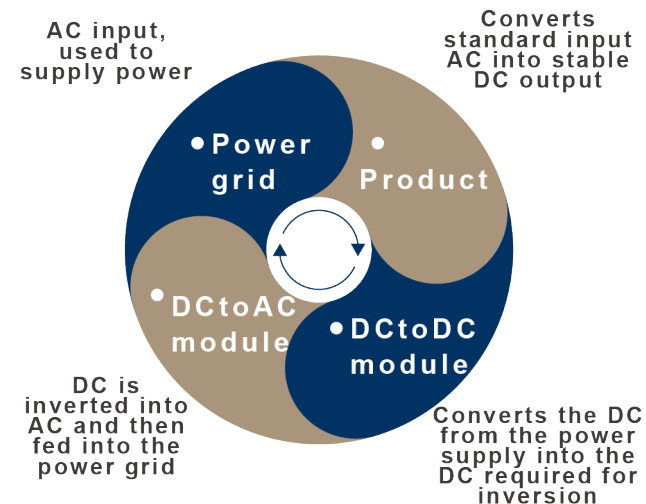 AC input,
used to
supply power
Converts
standard input
AC into stable
DC output
Power
grid
Product
DCtoAC
module
DCtoDC
module
DC is
inverted into
AC and then
fed into the
power grid
Converts the DC
from the power
supply into the
DC required for
inversion